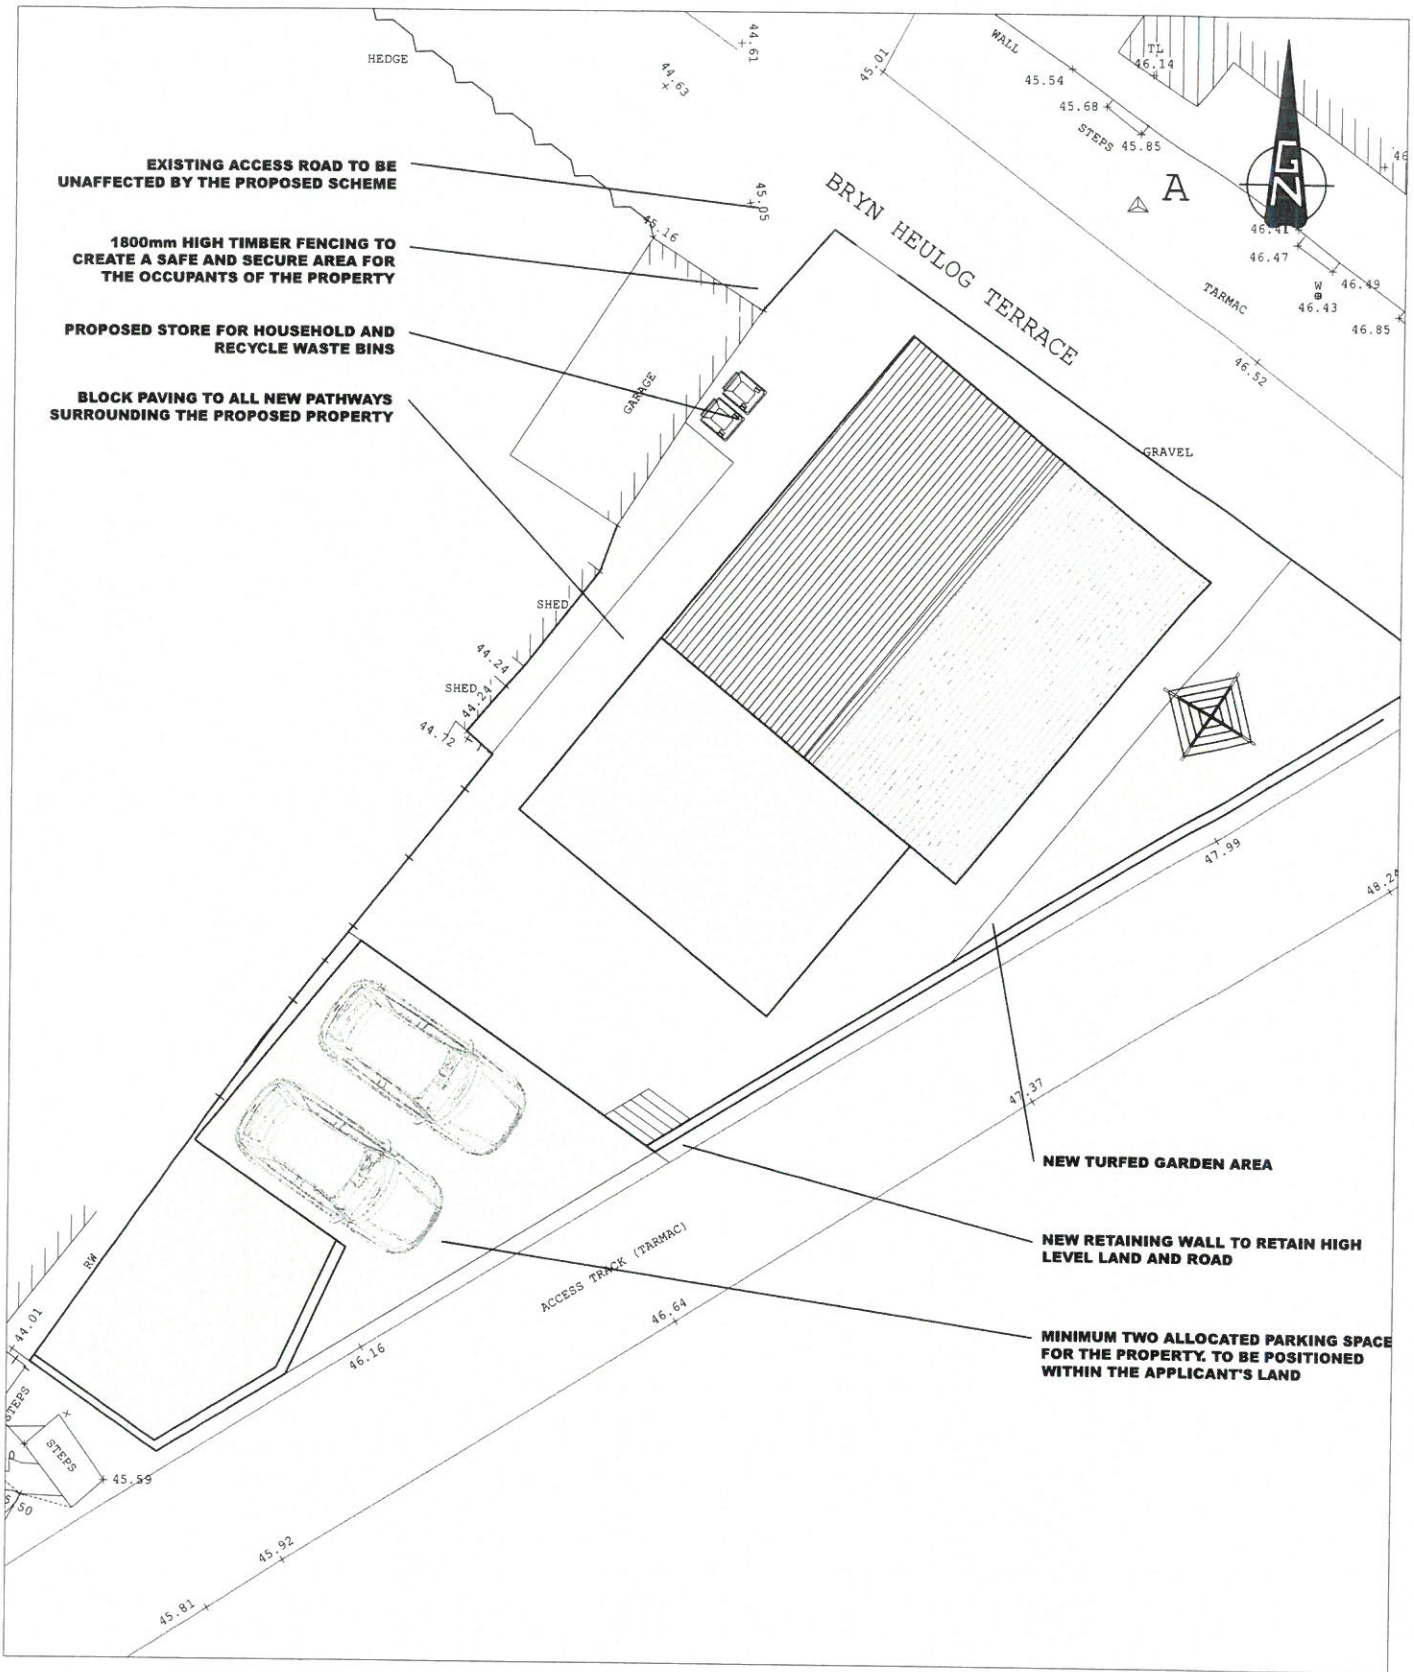 HEDGE
44.61
44.63
45.01
WALL
TL
46.14
45.54
45.68
STEPS
45.85
A
GN
46.41
46.47
46.49
W
46.43
46.85
TARMAC
46.52
EXISTING ACCESS ROAD TO BE
UNAFFECTED BY THE PROPOSED SCHEME
45.05
45.16
BRYN HEULOG TERRACE
1800mm HIGH TIMBER FENCING TO
CREATE A SAFE AND SECURE AREA FOR
THE OCCUPANTS OF THE PROPERTY
PROPOSED STORE FOR HOUSEHOLD AND
RECYCLE WASTE BINS
GARAGE
BLOCK PAVING TO ALL NEW PATHWAYS
SURROUNDING THE PROPOSED PROPERTY
GRAVEL
SHED
44.24
SHED
44.24
44.72
47.99
48.24
47.37
NEW TURFED GARDEN AREA
NEW RETAINING WALL TO RETAIN HIGH
LEVEL LAND AND ROAD
ACCESS TRACK (TARMAC)
46.64
MINIMUM TWO ALLOCATED PARKING SPACE
FOR THE PROPERTY. TO BE POSITIONED
WITHIN THE APPLICANT'S LAND
RW
44.01
46.16
STEPS
STEPS
45.59
45.92
45.81